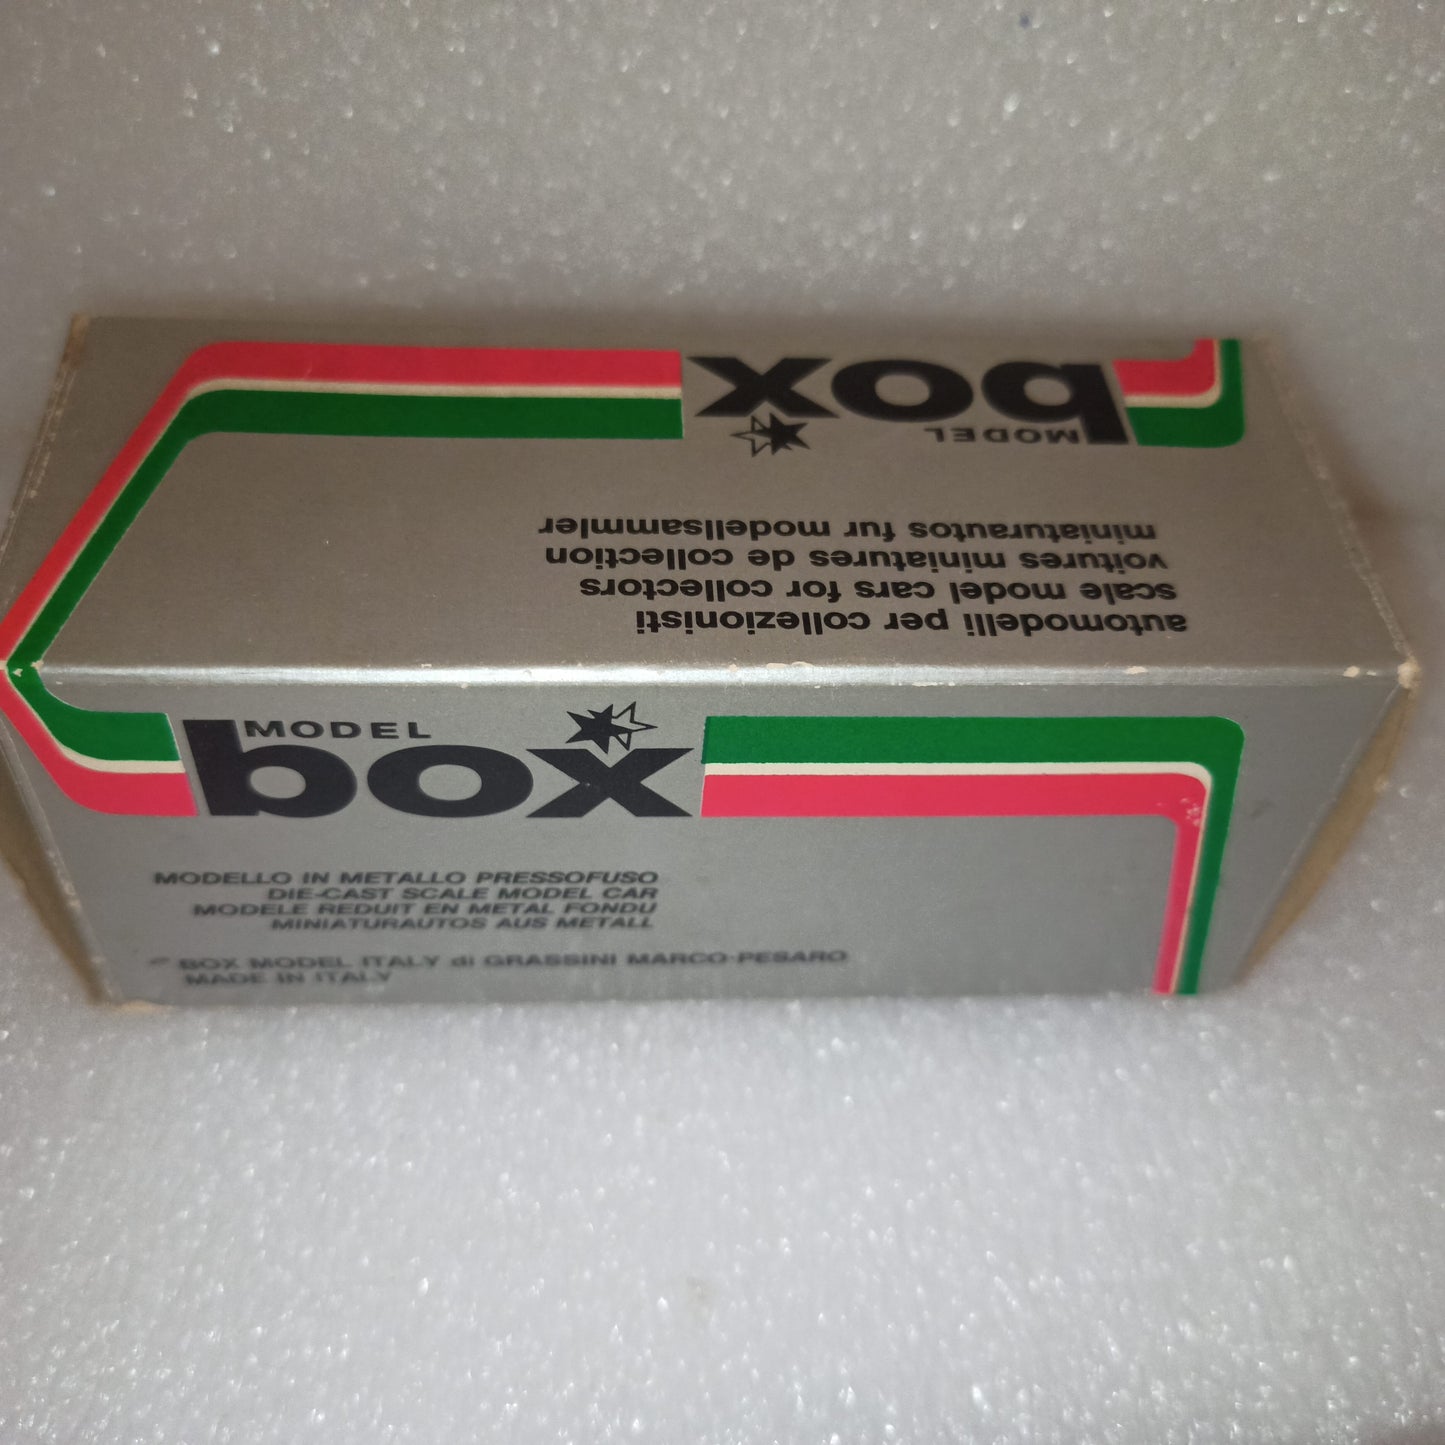 MODEL
box
automodelli per collezionisti
scale model cars for collectors
voitures miniatures de collection
miniaturautos fur modellsammler
MODEL
box
MODELLO IN METALLO PRESSOFUSO
DIE-CAST SCALE MODEL CAR
MODELE REDUIT EN METAL FONDU
MINIATURAUTOS AUS METALL
BOX MODEL ITALY di GRASSINI MARCO-PESARO
MADE IN ITALY